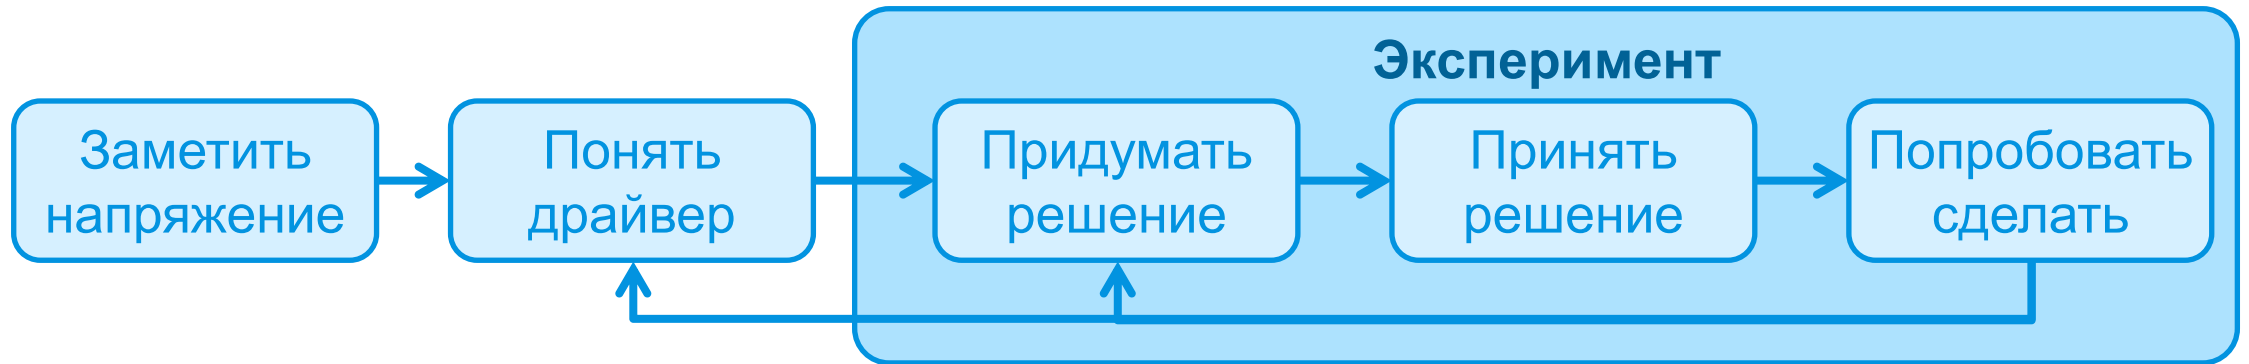 Эксперимент
Заметить
напряжение
Понять
драйвер
Придумать
решение
Принять
решение
Попробовать
сделать